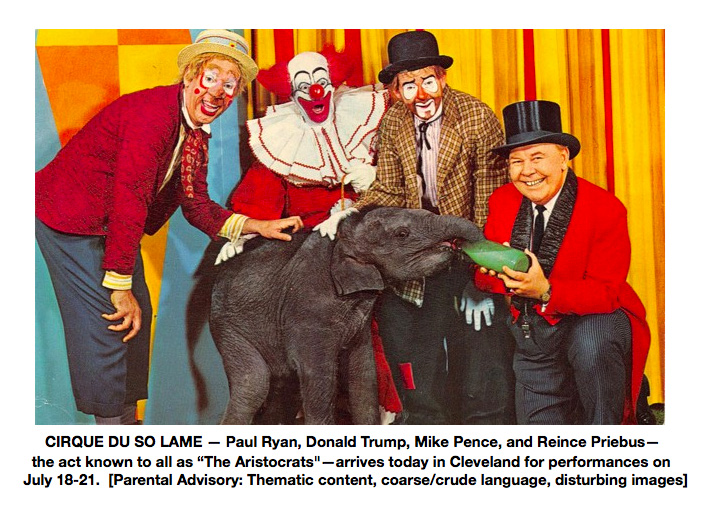 CIRQUE DU SO LAME — Paul Ryan, Donald Trump, Mike Pence, and Reince Priebus—
the act known to all as “The Aristocrats"—arrives today in Cleveland for performances on
July 18-21. [Parental Advisory: Thematic content, coarse/crude language, disturbing images]